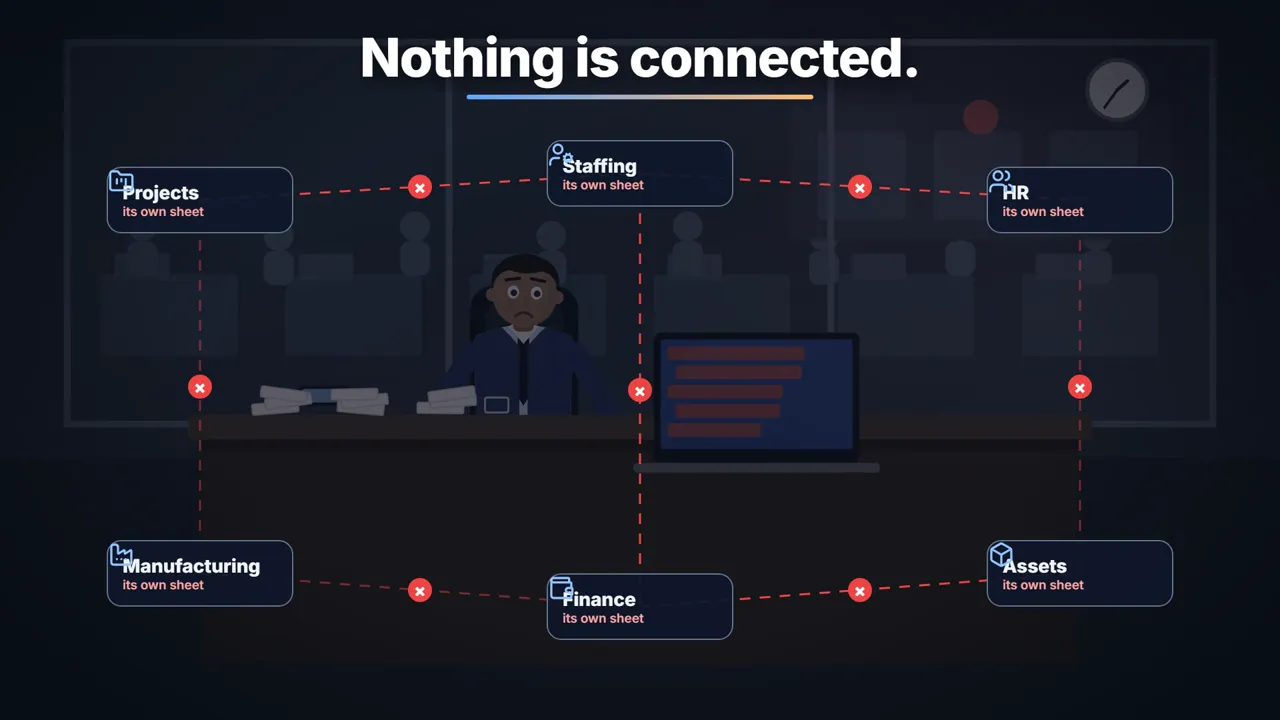 Nothing is connected.
Staffing
its own sheet
Projects
its own sheet
HR
its own sheet
Manufacturing
its own sheet
Assets
its own sheet
Finance
its own sheet